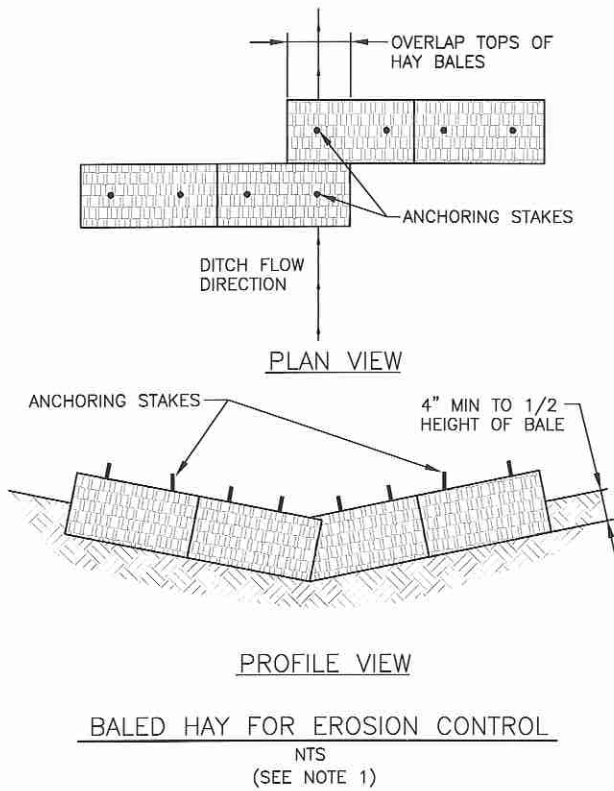 OVERLAP TOPS OF
HAY BALES
ANCHORING STAKES
DITCH FLOW
DIRECTION
PLAN VIEW
ANCHORING STAKES
4" MIN TO 1/2
HEIGHT OF BALE
PROFILE VIEW
BALED HAY FOR EROSION CONTROL
NTS
(SEE NOTE 1)